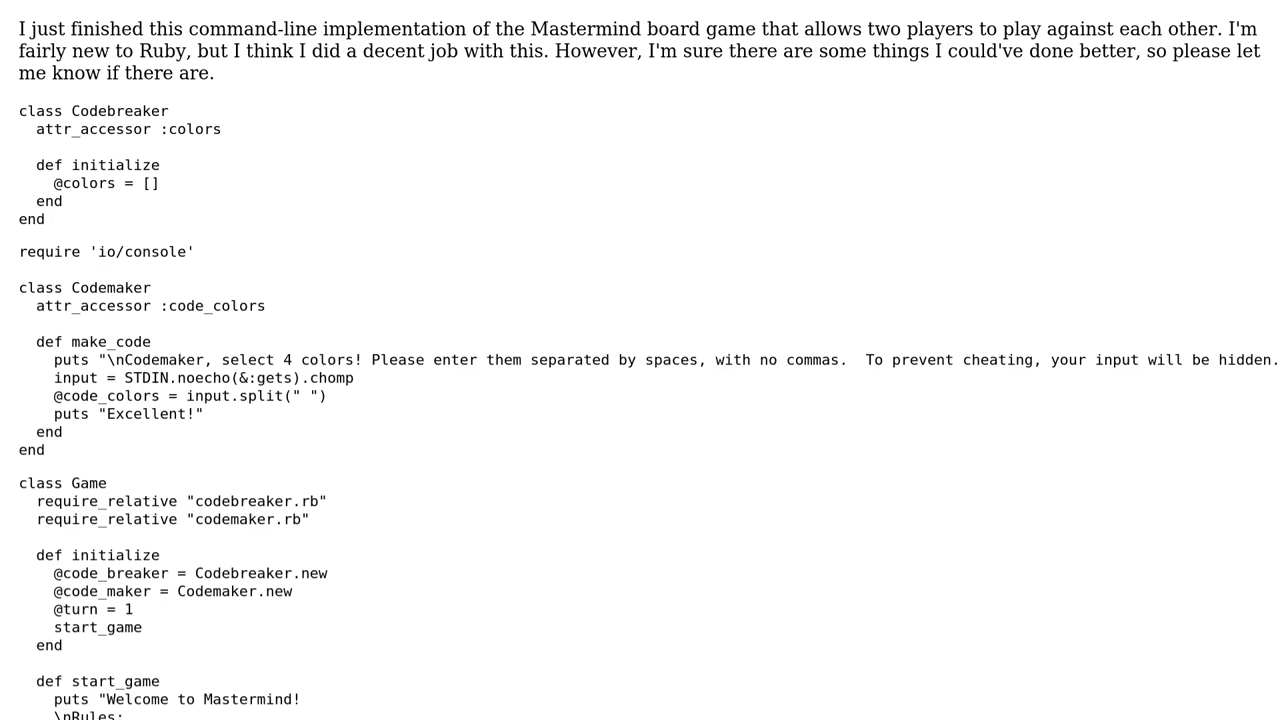 I just finished this command-line implementation of the Mastermind board game that allows two players to play against each other. I'm
fairly new to Ruby, but I think I did a decent job with this. However, I'm sure there are some things I could've done better, so please let
me know if there are.
class Codebreaker
  attr_accessor :colors
  def initialize
    @colors = []
  end
end
require 'io/console'
class Codemaker
  attr_accessor :code_colors
  def make_code
    puts "\nCodemaker, select 4 colors! Please enter them separated by spaces, with no commas.  To prevent cheating, your input will be hidden.
    input = STDIN.noecho(&:gets).chomp
    @code_colors = input.split(" ")
    puts "Excellent!"
  end
end
class Game
  require_relative "codebreaker.rb"
  require_relative "codemaker.rb"
  def initialize
    @code_breaker = Codebreaker.new
    @code_maker = Codemaker.new
    @turn = 1
    start_game
  end
  def start_game
    puts "Welcome to Mastermind!
    \nRules: